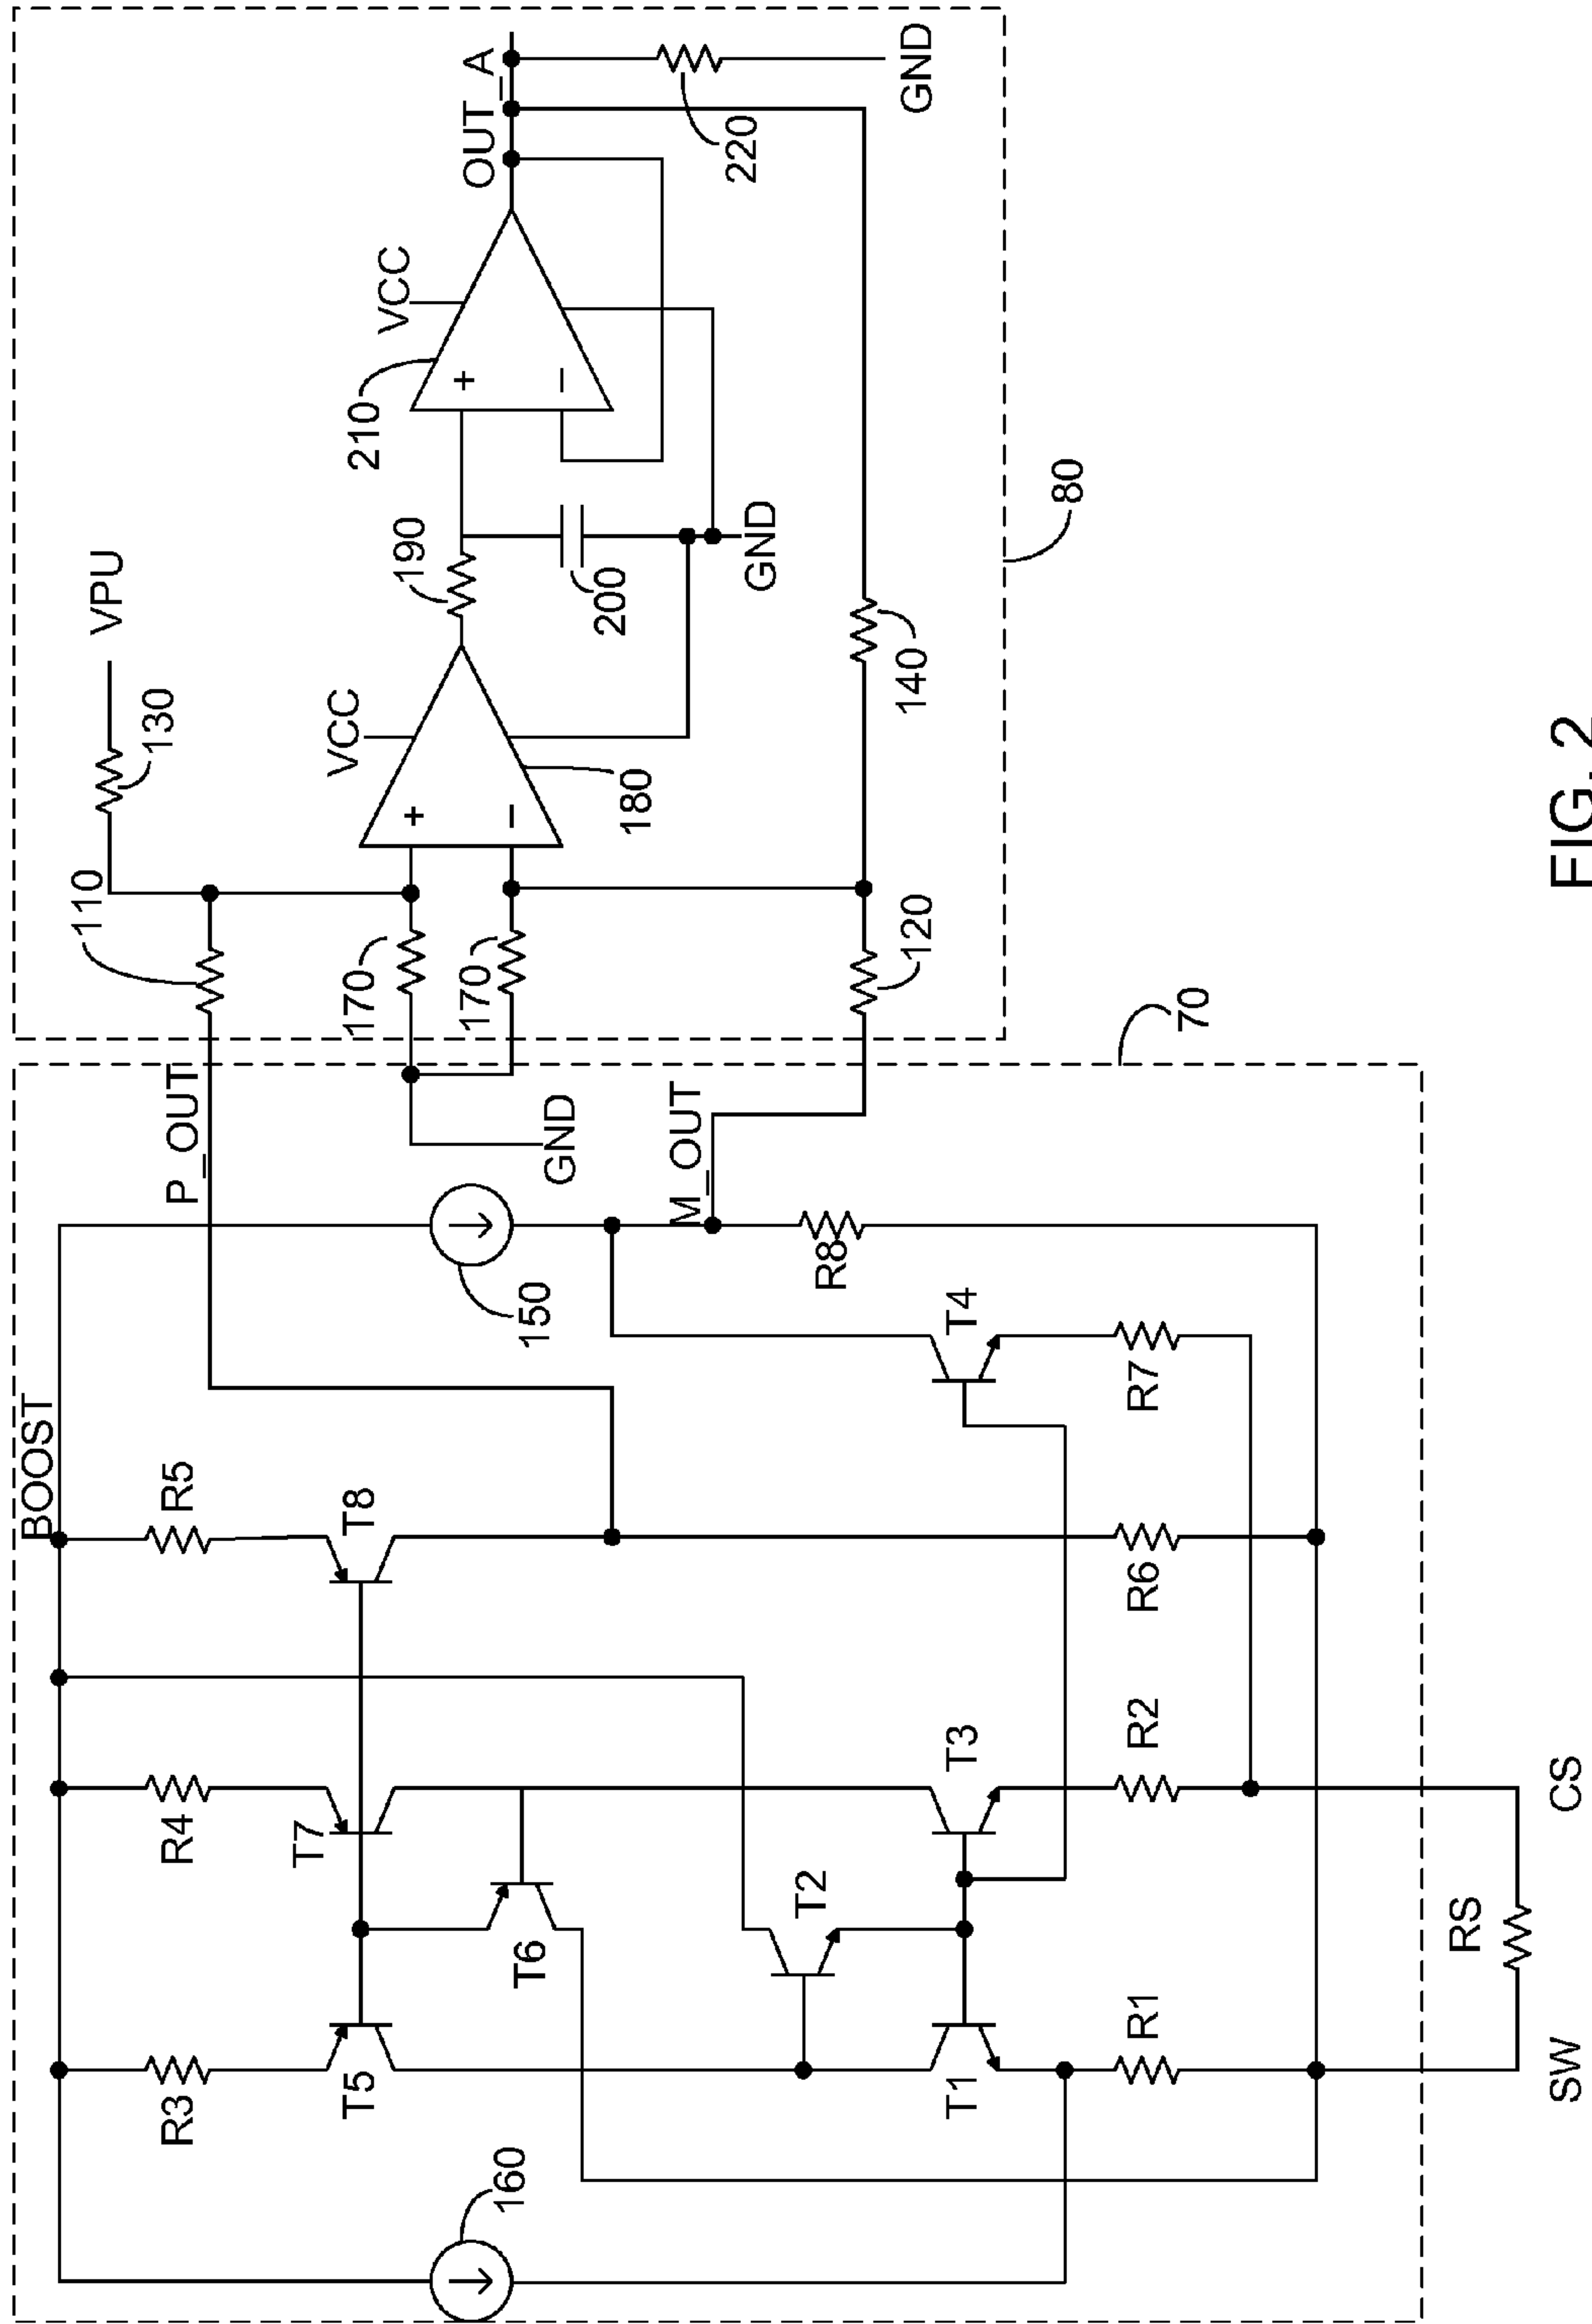 BOOST
P_OUT
110
VPU
130
R3
R4
R5
T5
T7
T8
160
T6
150
GND
170
170
VCC
+
−
180
190
200
GND
210
VCC
+
−
OUT_A
220
GND
M_OUT
T2
T1
T3
T4
R8
120
140
R1
R2
R6
R7
70
80
RS
SW
CS
FIG. 2